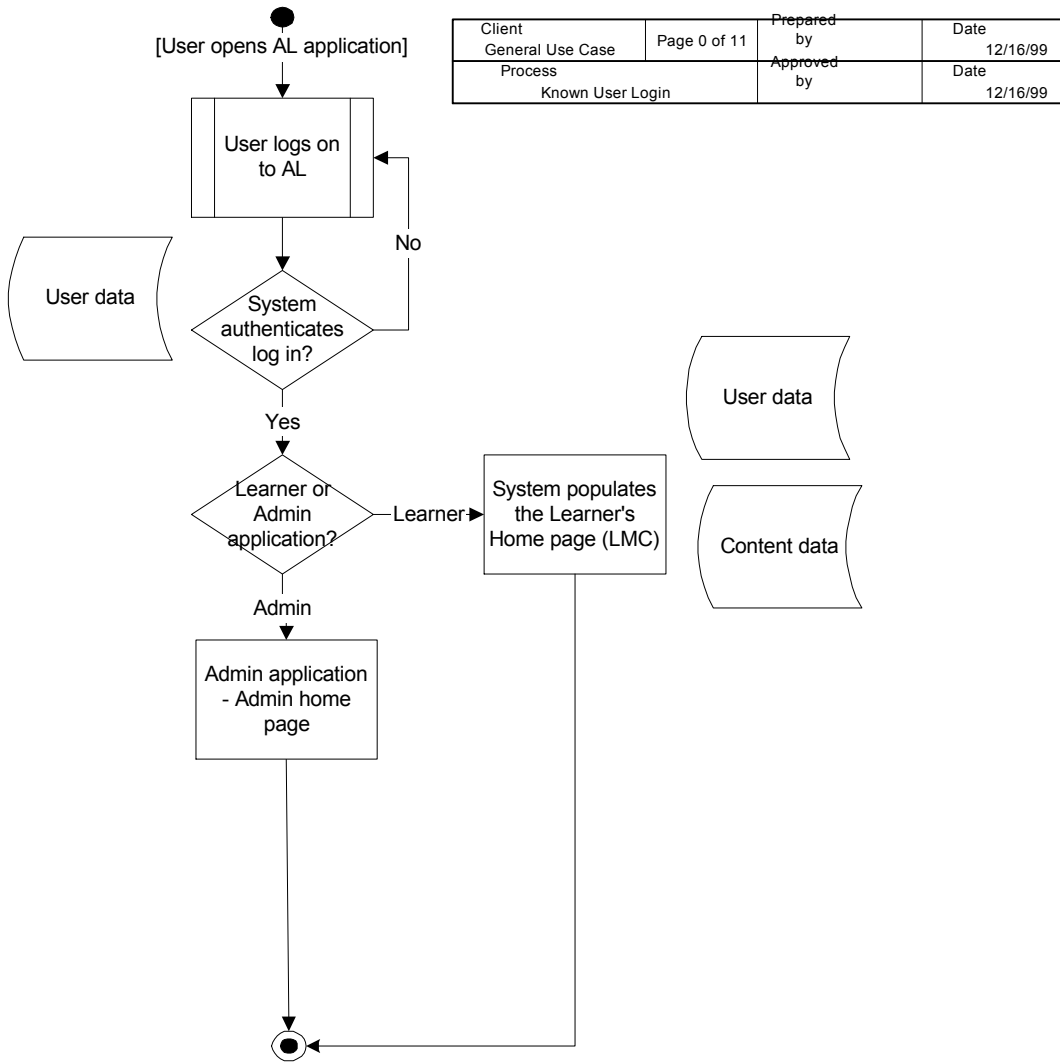 [User opens AL application]
Client
General Use Case
Page 0 of 11
Prepared
by
Date
12/16/99
Process
Known User Login
Approved
by
Date
12/16/99
User logs on
to AL
No
User data
System
authenticates
log in?
Yes
User data
Learner or
Admin
application?
Learner
System populates
the Learner's
Home page (LMC)
Content data
Admin
Admin application
- Admin home
page